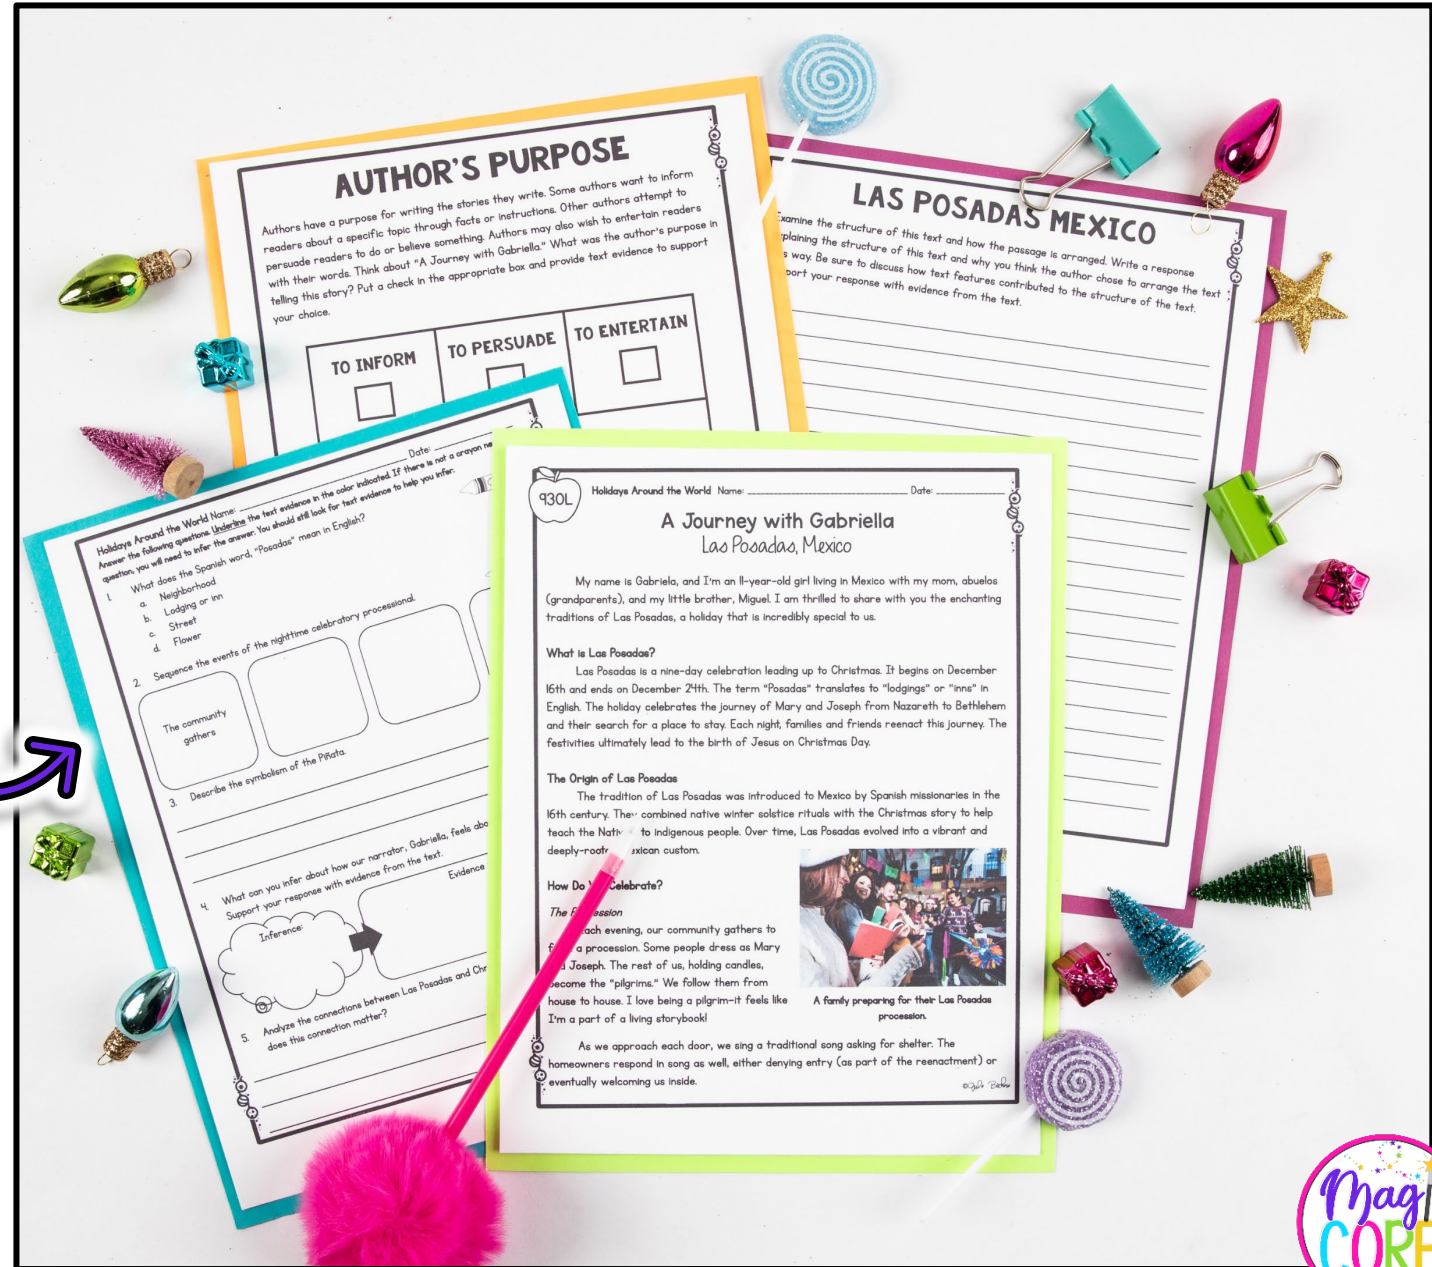 AUTHOR'S PURPOSE
Authors have a purpose for writing the stories they write. Some authors want to inform
readers about a specific topic through facts or instructions. Other authors attempt to
persuade readers to do or believe something. Authors may also wish to entertain readers
with their words. Think about "A Journey with Gabriella." What was the author's purpose in
telling this story? Put a check in the appropriate box and provide text evidence to support
your choice.
TO INFORM
TO PERSUADE
TO ENTERTAIN
LAS POSADAS MEXICO
Examine the structure of this text and how the passage is arranged. Write a response
explaining the structure of this text and why you think the author chose to arrange the text
way. Be sure to discuss how text features contributed to the structure of the text.
your response with evidence from the text.
Holidays Around the World Name: Date:
Answer the following questions. Underline the text evidence in the color indicated. If there is not a crayon
question, you will need to infer the answer. You should still look for text evidence to help you infer.
1. What does the Spanish word, "Posadas" mean in English?
a. Neighborhood
b. Lodging or inn
c. Street
d. Flower
2. Sequence the events of the nighttime celebratory processional.
The community
gathers
3. Describe the symbolism of the Piñata.
4. What can you infer about how our narrator, Gabriella, feels
Support your response with evidence from the text.
Inference:
Evidence
5. Analyze the connections between Las Posadas and
does this connection matter?
930L
Holidays Around the World Name: Date:
A Journey with Gabriella
Las Posadas, Mexico
My name is Gabriela, and I'm an 11-year-old girl living in Mexico with my mom, abuelos
(grandparents), and my little brother, Miguel. I am thrilled to share with you the enchanting
traditions of Las Posadas, a holiday that is incredibly special to us.
What is Las Posadas?
Las Posadas is a nine-day celebration leading up to Christmas. It begins on December
16th and ends on December 24th. The term "Posadas" translates to "lodgings" or "inns" in
English. The holiday celebrates the journey of Mary and Joseph from Nazareth to Bethlehem
and their search for a place to stay. Each night, families and friends reenact this journey. The
festivities ultimately lead to the birth of Jesus on Christmas Day.
The Origin of Las Posadas
The tradition of Las Posadas was introduced to Mexico by Spanish missionaries in the
16th century. They combined native winter solstice rituals with the Christmas story to help
teach the to indigenous people. Over time, Las Posadas evolved into a vibrant and
custom.
How Do Celebrate?
The
each evening, our community gathers to
a procession. Some people dress as Mary
Joseph. The rest of us, holding candles,
become the "pilgrims." We follow them from
house to house. I love being a pilgrim-it feels like
I'm a part of a living storybook!
A family preparing for their Las Posadas
procession.
As we approach each door, we sing a traditional song asking for shelter. The
homeowners respond in song as well, either denying entry (as part of the reenactment) or
eventually welcoming us inside.